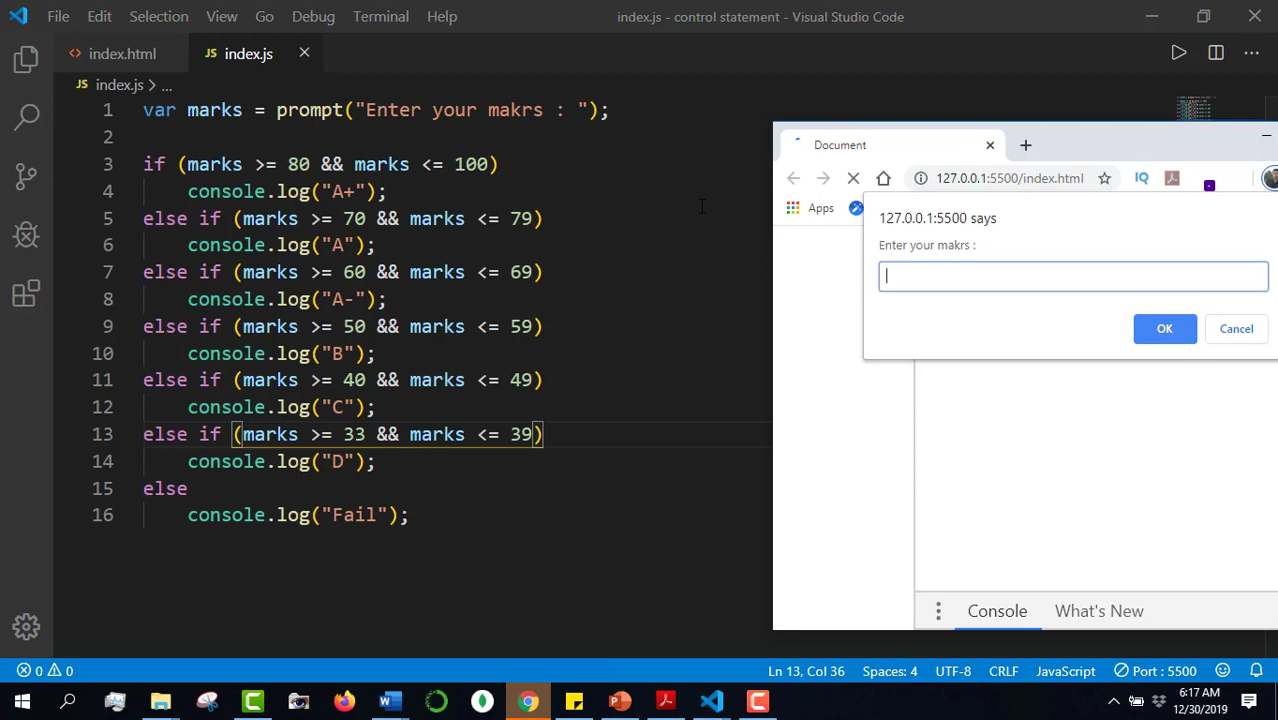 File Edit Selection View Go Debug Terminal Help index.js - control statement - Visual Studio Code
index.html JS index.js
JS index.js > ...
1 var marks = prompt("Enter your makrs : ");
2
3 if (marks >= 80 && marks <= 100)
4 console.log("A+");
5 else if (marks >= 70 && marks <= 79)
6 console.log("A");
7 else if (marks >= 60 && marks <= 69)
8 console.log("A-");
9 else if (marks >= 50 && marks <= 59)
10 console.log("B");
11 else if (marks >= 40 && marks <= 49)
12 console.log("C");
13 else if (marks >= 33 && marks <= 39)
14 console.log("D");
15 else
16 console.log("Fail");
Document
127.0.0.1:5500/index.html IQ
Apps
127.0.0.1:5500 says
Enter your makrs :
OK Cancel
Console What's New
0 0 Ln 13, Col 36 Spaces: 4 UTF-8 CRLF JavaScript Port : 5500
6:17 AM
12/30/2019